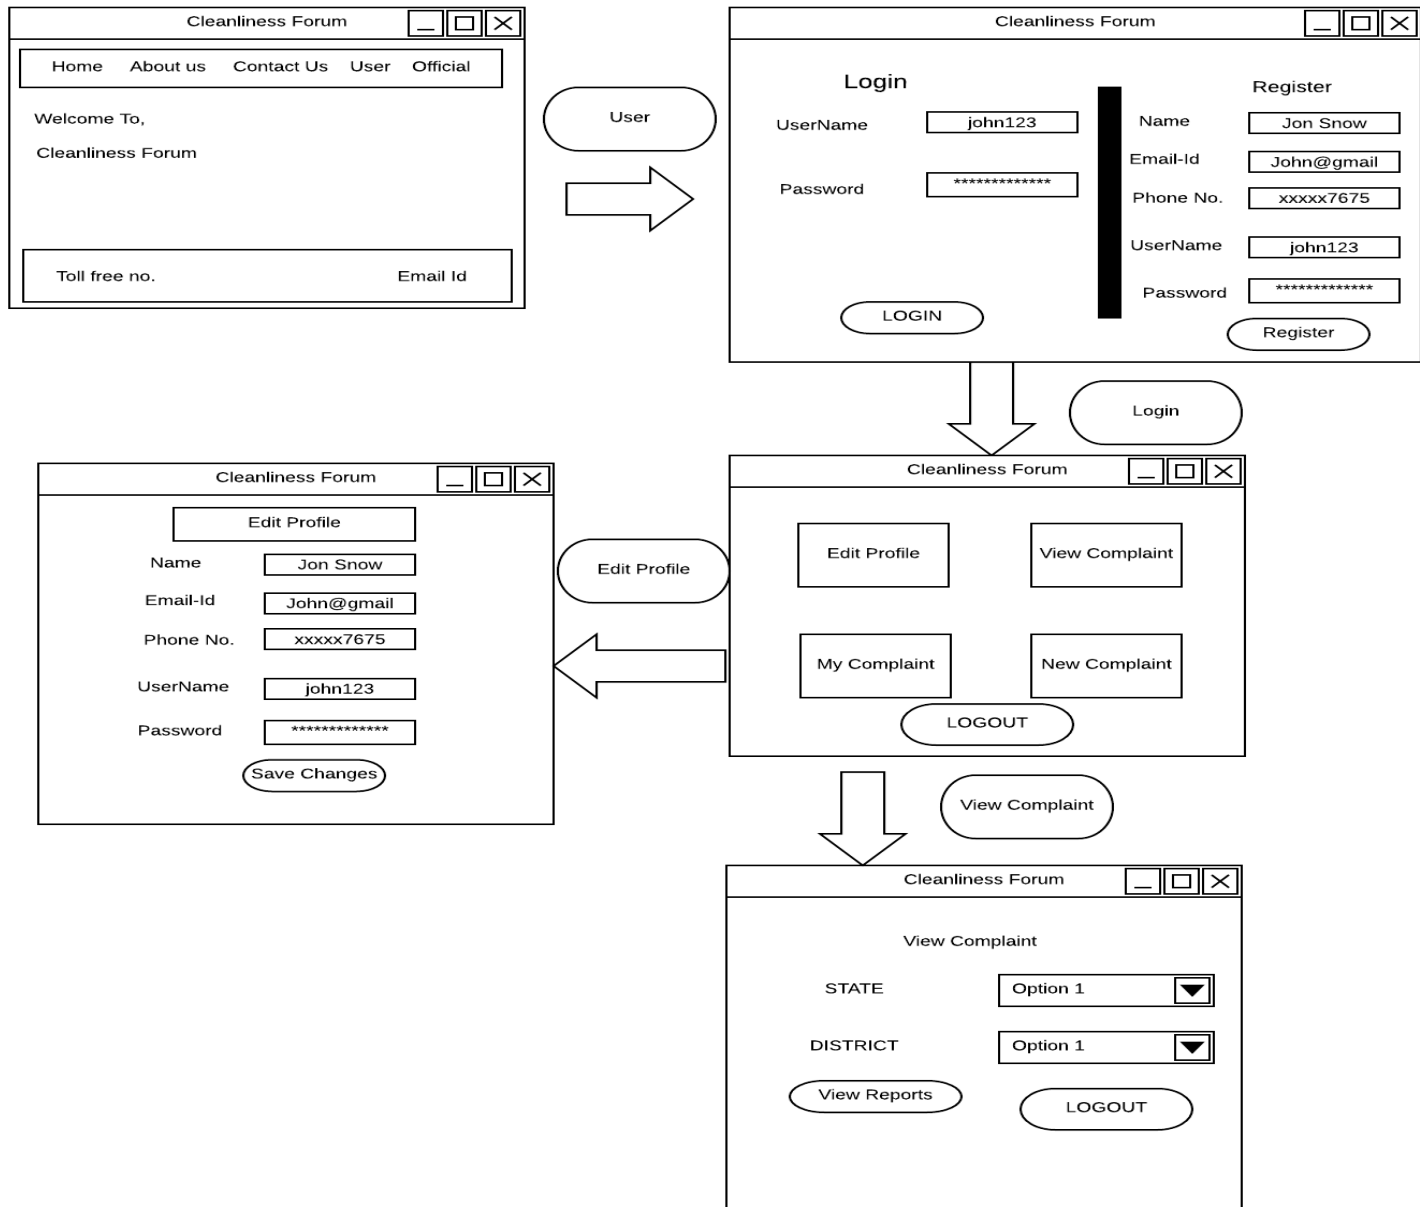 Cleanliness Forum
Home About us Contact Us User Official
Welcome To,
Cleanliness Forum
Toll free no. Email Id
User
Cleanliness Forum
Login
UserName john123
Password *************
LOGIN
Register
Name Jon Snow
Email-Id John@gmail
Phone No. xxxxx7675
UserName john123
Password *************
Register
Login
Cleanliness Forum
Edit Profile View Complaint
My Complaint New Complaint
LOGOUT
Edit Profile
Cleanliness Forum
Edit Profile
Name Jon Snow
Email-Id John@gmail
Phone No. xxxxx7675
UserName john123
Password *************
Save Changes
View Complaint
Cleanliness Forum
View Complaint
STATE Option 1
DISTRICT Option 1
View Reports LOGOUT